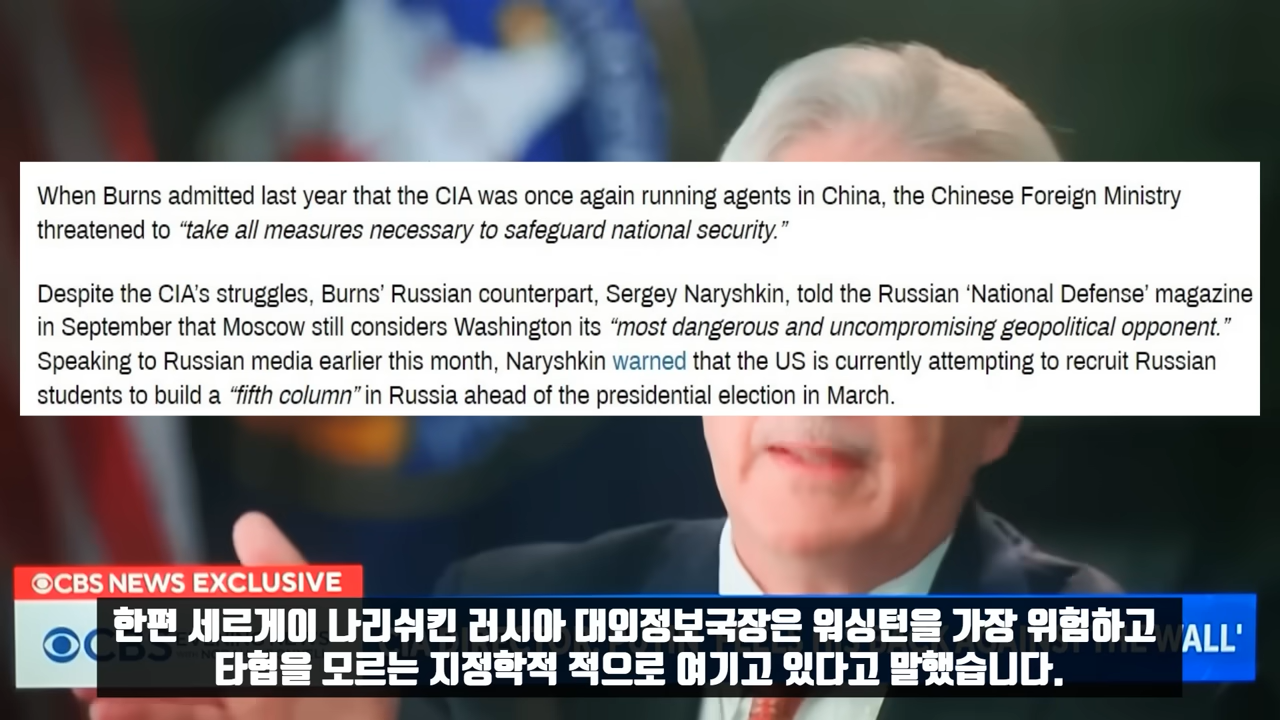 When Burns admitted last year that the CIA was once again running agents in China, the Chinese Foreign Ministry
threatened to “take all measures necessary to safeguard national security.”
Despite the CIA’s struggles, Burns’ Russian counterpart, Sergey Naryshkin, told the Russian ‘National Defense’ magazine
in September that Moscow still considers Washington its “most dangerous and uncompromising geopolitical opponent.”
Speaking to Russian media earlier this month, Naryshkin warned that the US is currently attempting to recruit Russian
students to build a “fifth column” in Russia ahead of the presidential election in March.
CBS NEWS EXCLUSIVE
CBS
WALL'
한편 세르게이 나리쉬킨 러시아 대외정보국장은 워싱턴을 가장 위험하고
타협을 모르는 지정학적 적으로 여기고 있다고 말했습니다.